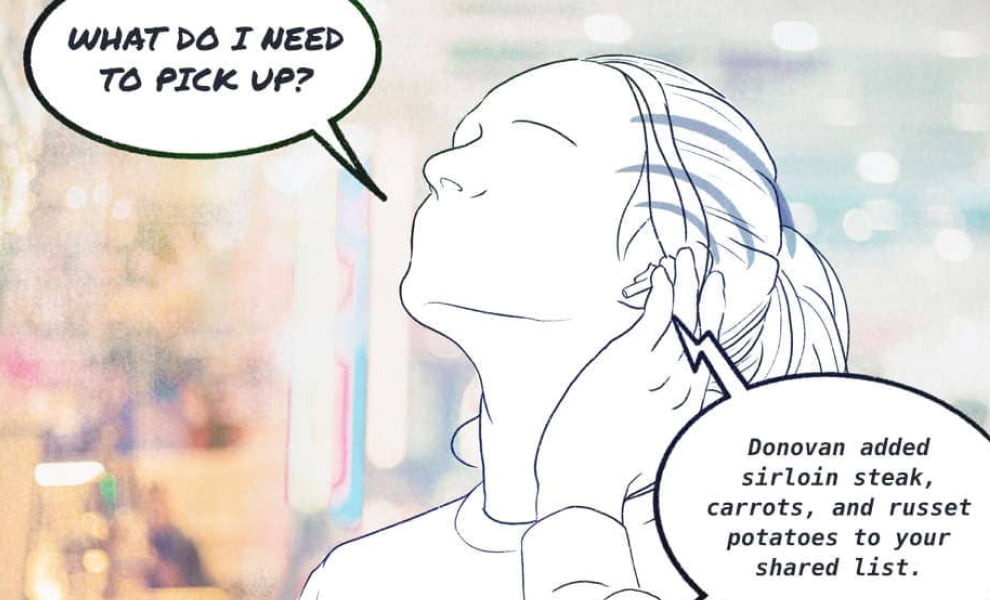 WHAT DO I NEED
TO PICK UP?
Donovan added
sirloin steak,
carrots, and russet
potatoes to your
shared list.